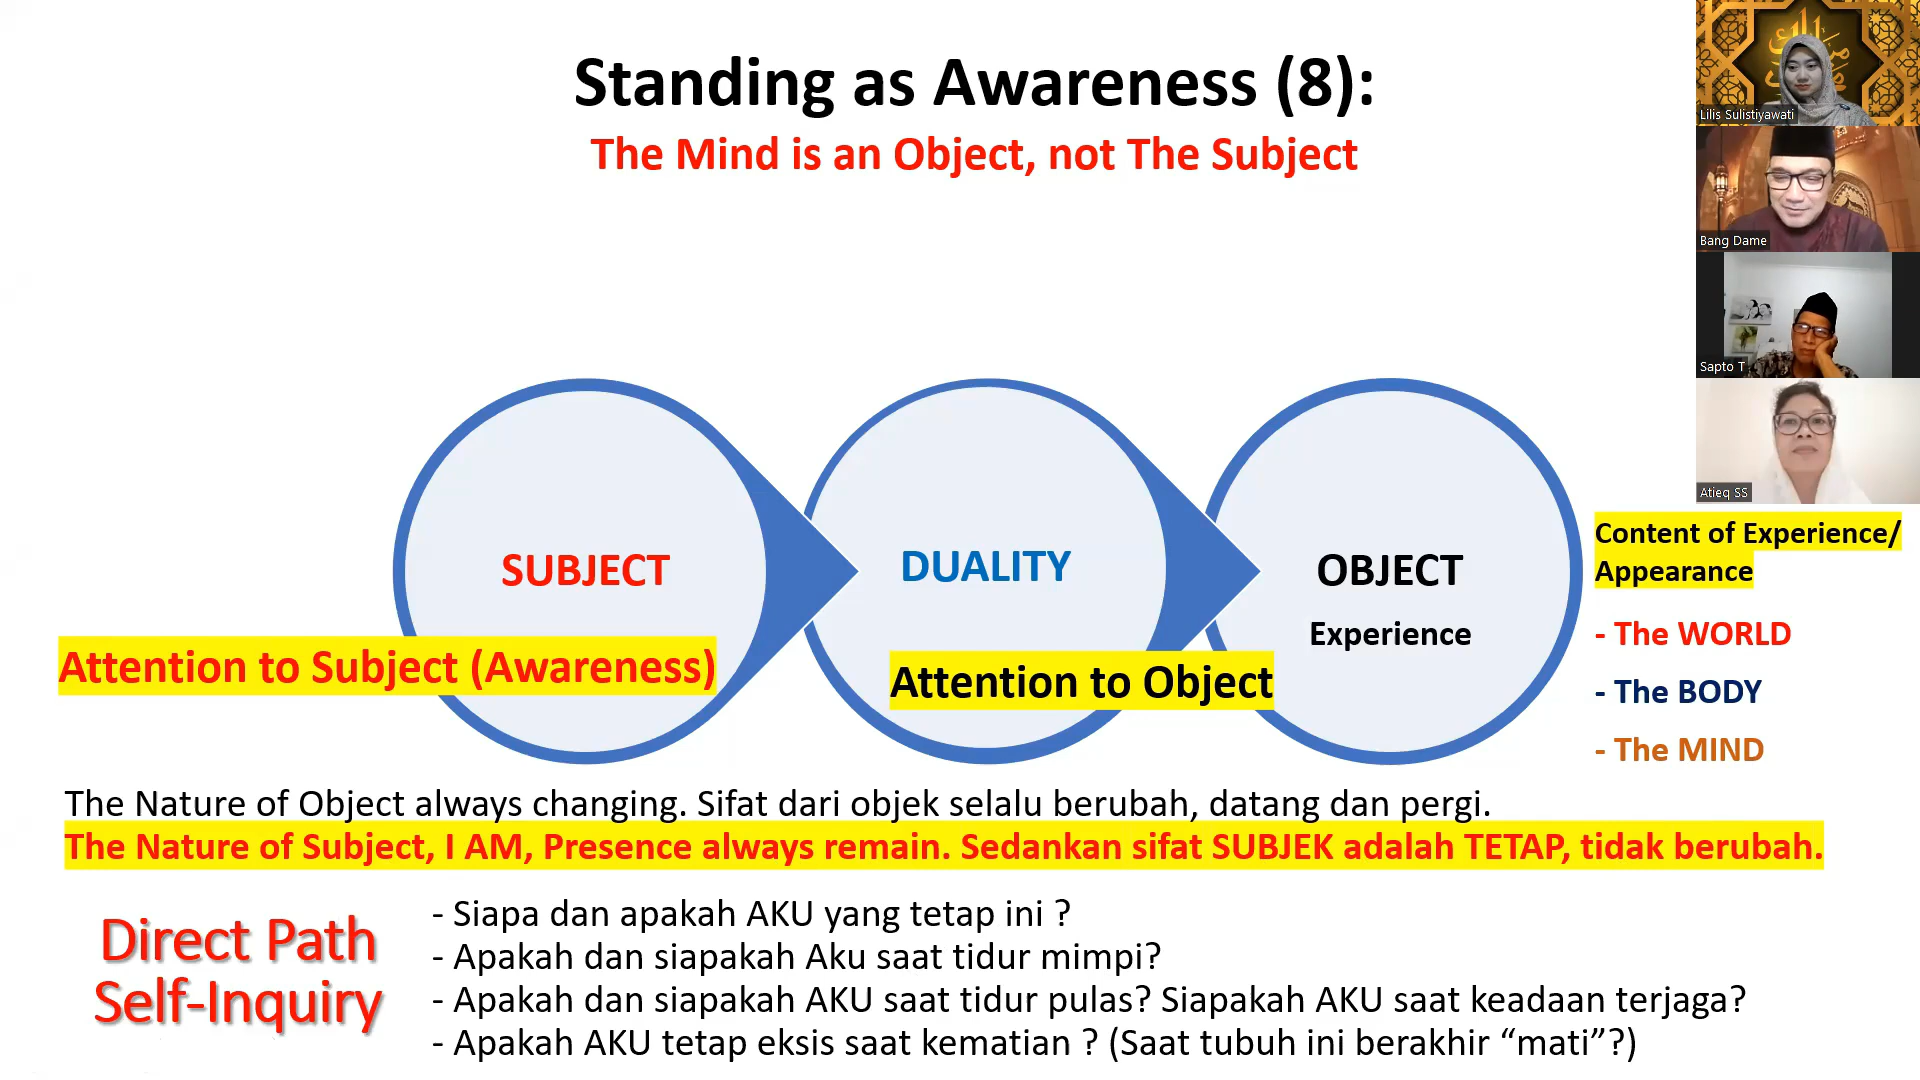 Standing as Awareness (8):
The Mind is an Object, not The Subject
Lilis Sulistiyawati
Bang Dame
Sapto T
Atieq SS
SUBJECT
DUALITY
OBJECT
Experience
Attention to Subject (Awareness)
Attention to Object
Content of Experience/
Appearance
- The WORLD
- The BODY
- The MIND
The Nature of Object always changing. Sifat dari objek selalu berubah, datang dan pergi.
The Nature of Subject, I AM, Presence always remain. Sedankan sifat SUBJEK adalah TETAP, tidak berubah.
Direct Path
Self-Inquiry
- Siapa dan apakah AKU yang tetap ini ?
- Apakah dan siapakah Aku saat tidur mimpi?
- Apakah dan siapakah AKU saat tidur pulas? Siapakah AKU saat keadaan terjaga?
- Apakah AKU tetap eksis saat kematian ? (Saat tubuh ini berakhir “mati”?)